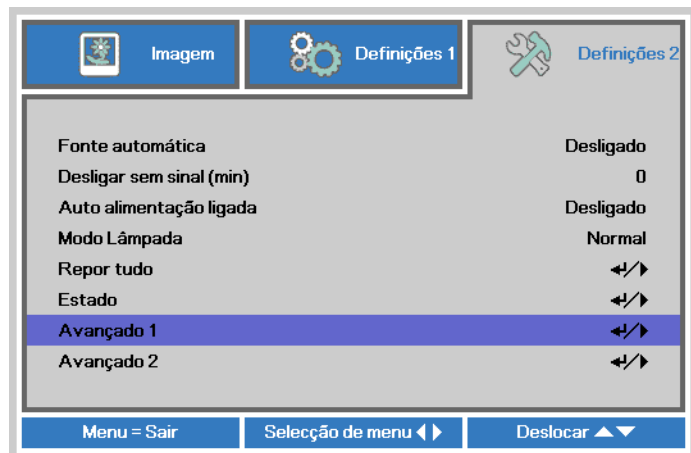 Imagem
Definições 1
Definições 2
Fonte automática Desligado
Desligar sem sinal (min) 0
Auto alimentação ligada Desligado
Modo Lâmpada Normal
Repor tudo
Estado
Avançado 1
Avançado 2
Menu = Sair
Selecção de menu
Deslocar